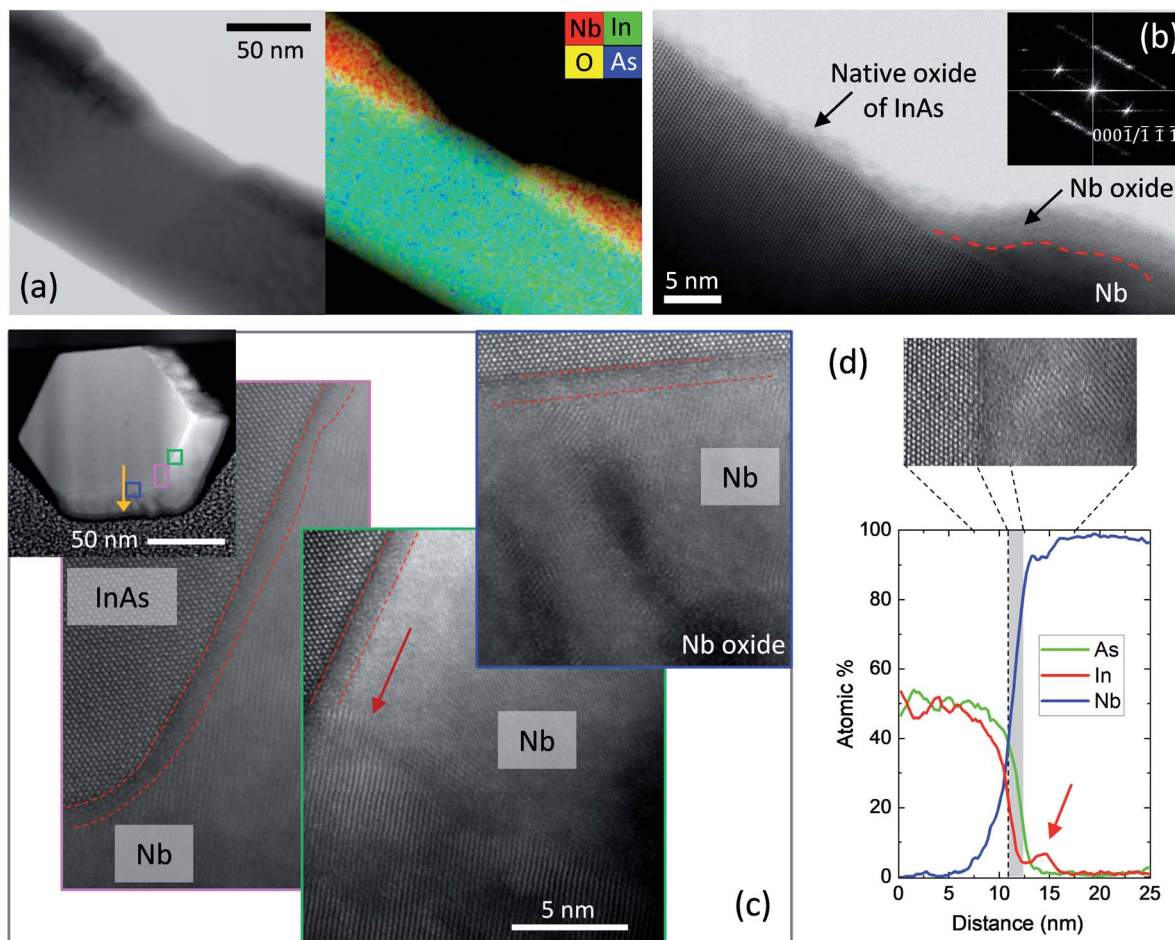 50 nm
Nb In
O As
(a)
(b)
Native oxide
of InAs
0001̅/1̅ 1̅ 1̅
Nb oxide
5 nm
Nb
50 nm
InAs
Nb
Nb
5 nm
Nb
Nb oxide
(c)
(d)
100
80
60
40
20
0
Atomic %
As
In
Nb
0 5 10 15 20 25
Distance (nm)